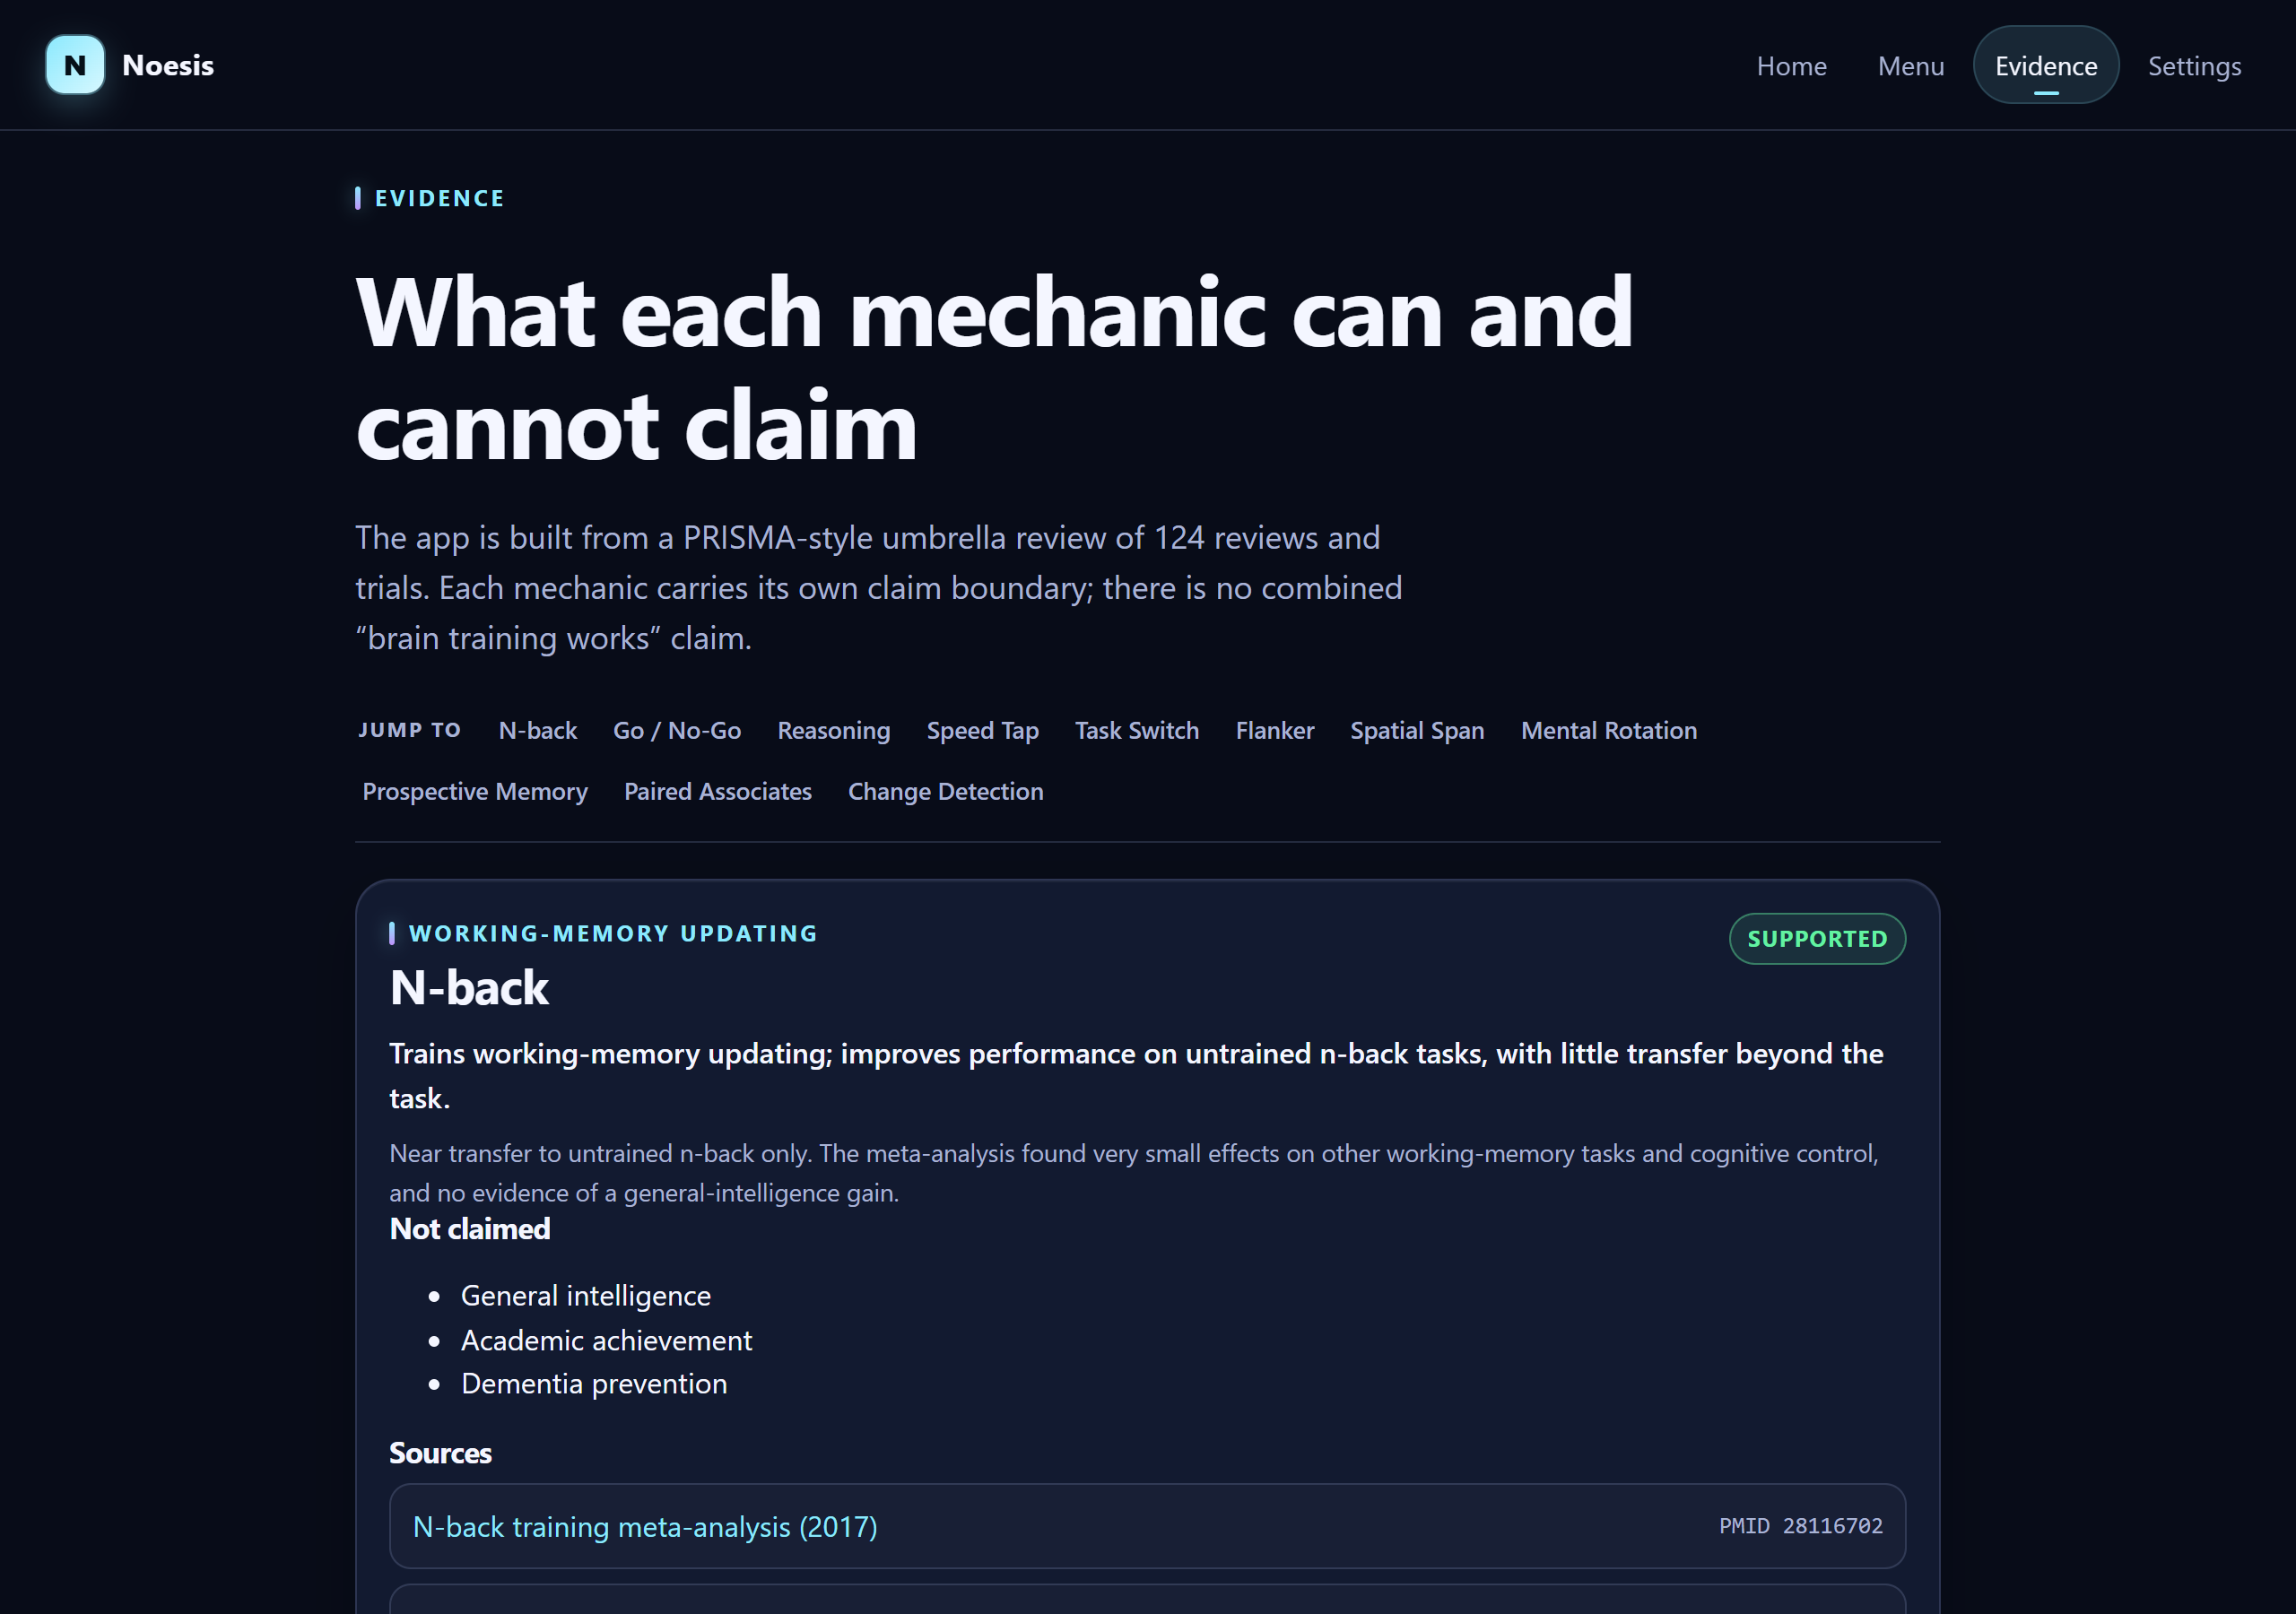 N Noesis Home Menu Evidence Settings
EVIDENCE
What each mechanic can and
cannot claim
The app is built from a PRISMA-style umbrella review of 124 reviews and
trials. Each mechanic carries its own claim boundary; there is no combined
“brain training works” claim.
JUMP TO N-back Go / No-Go Reasoning Speed Tap Task Switch Flanker Spatial Span Mental Rotation
Prospective Memory Paired Associates Change Detection
WORKING-MEMORY UPDATING SUPPORTED
N-back
Trains working-memory updating; improves performance on untrained n-back tasks, with little transfer beyond the
task.
Near transfer to untrained n-back only. The meta-analysis found very small effects on other working-memory tasks and cognitive control,
and no evidence of a general-intelligence gain.
Not claimed
General intelligence
Academic achievement
Dementia prevention
Sources
N-back training meta-analysis (2017) PMID 28116702